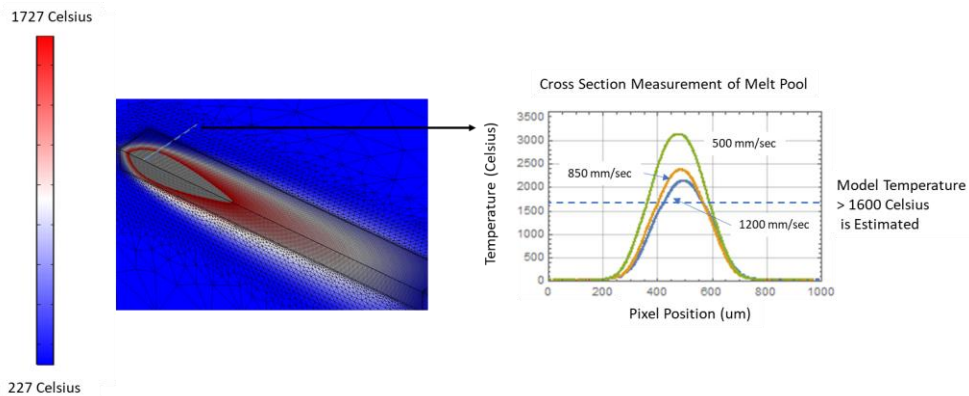 1727 Celsius
227 Celsius
Cross Section Measurement of Melt Pool
Temperature (Celsius)
3500
3000
2500
2000
1500
1000
500
0
500 mm/sec
850 mm/sec
1200 mm/sec
0
200
400
600
800
1000
Pixel Position (um)
Model Temperature
> 1600 Celsius
is Estimated